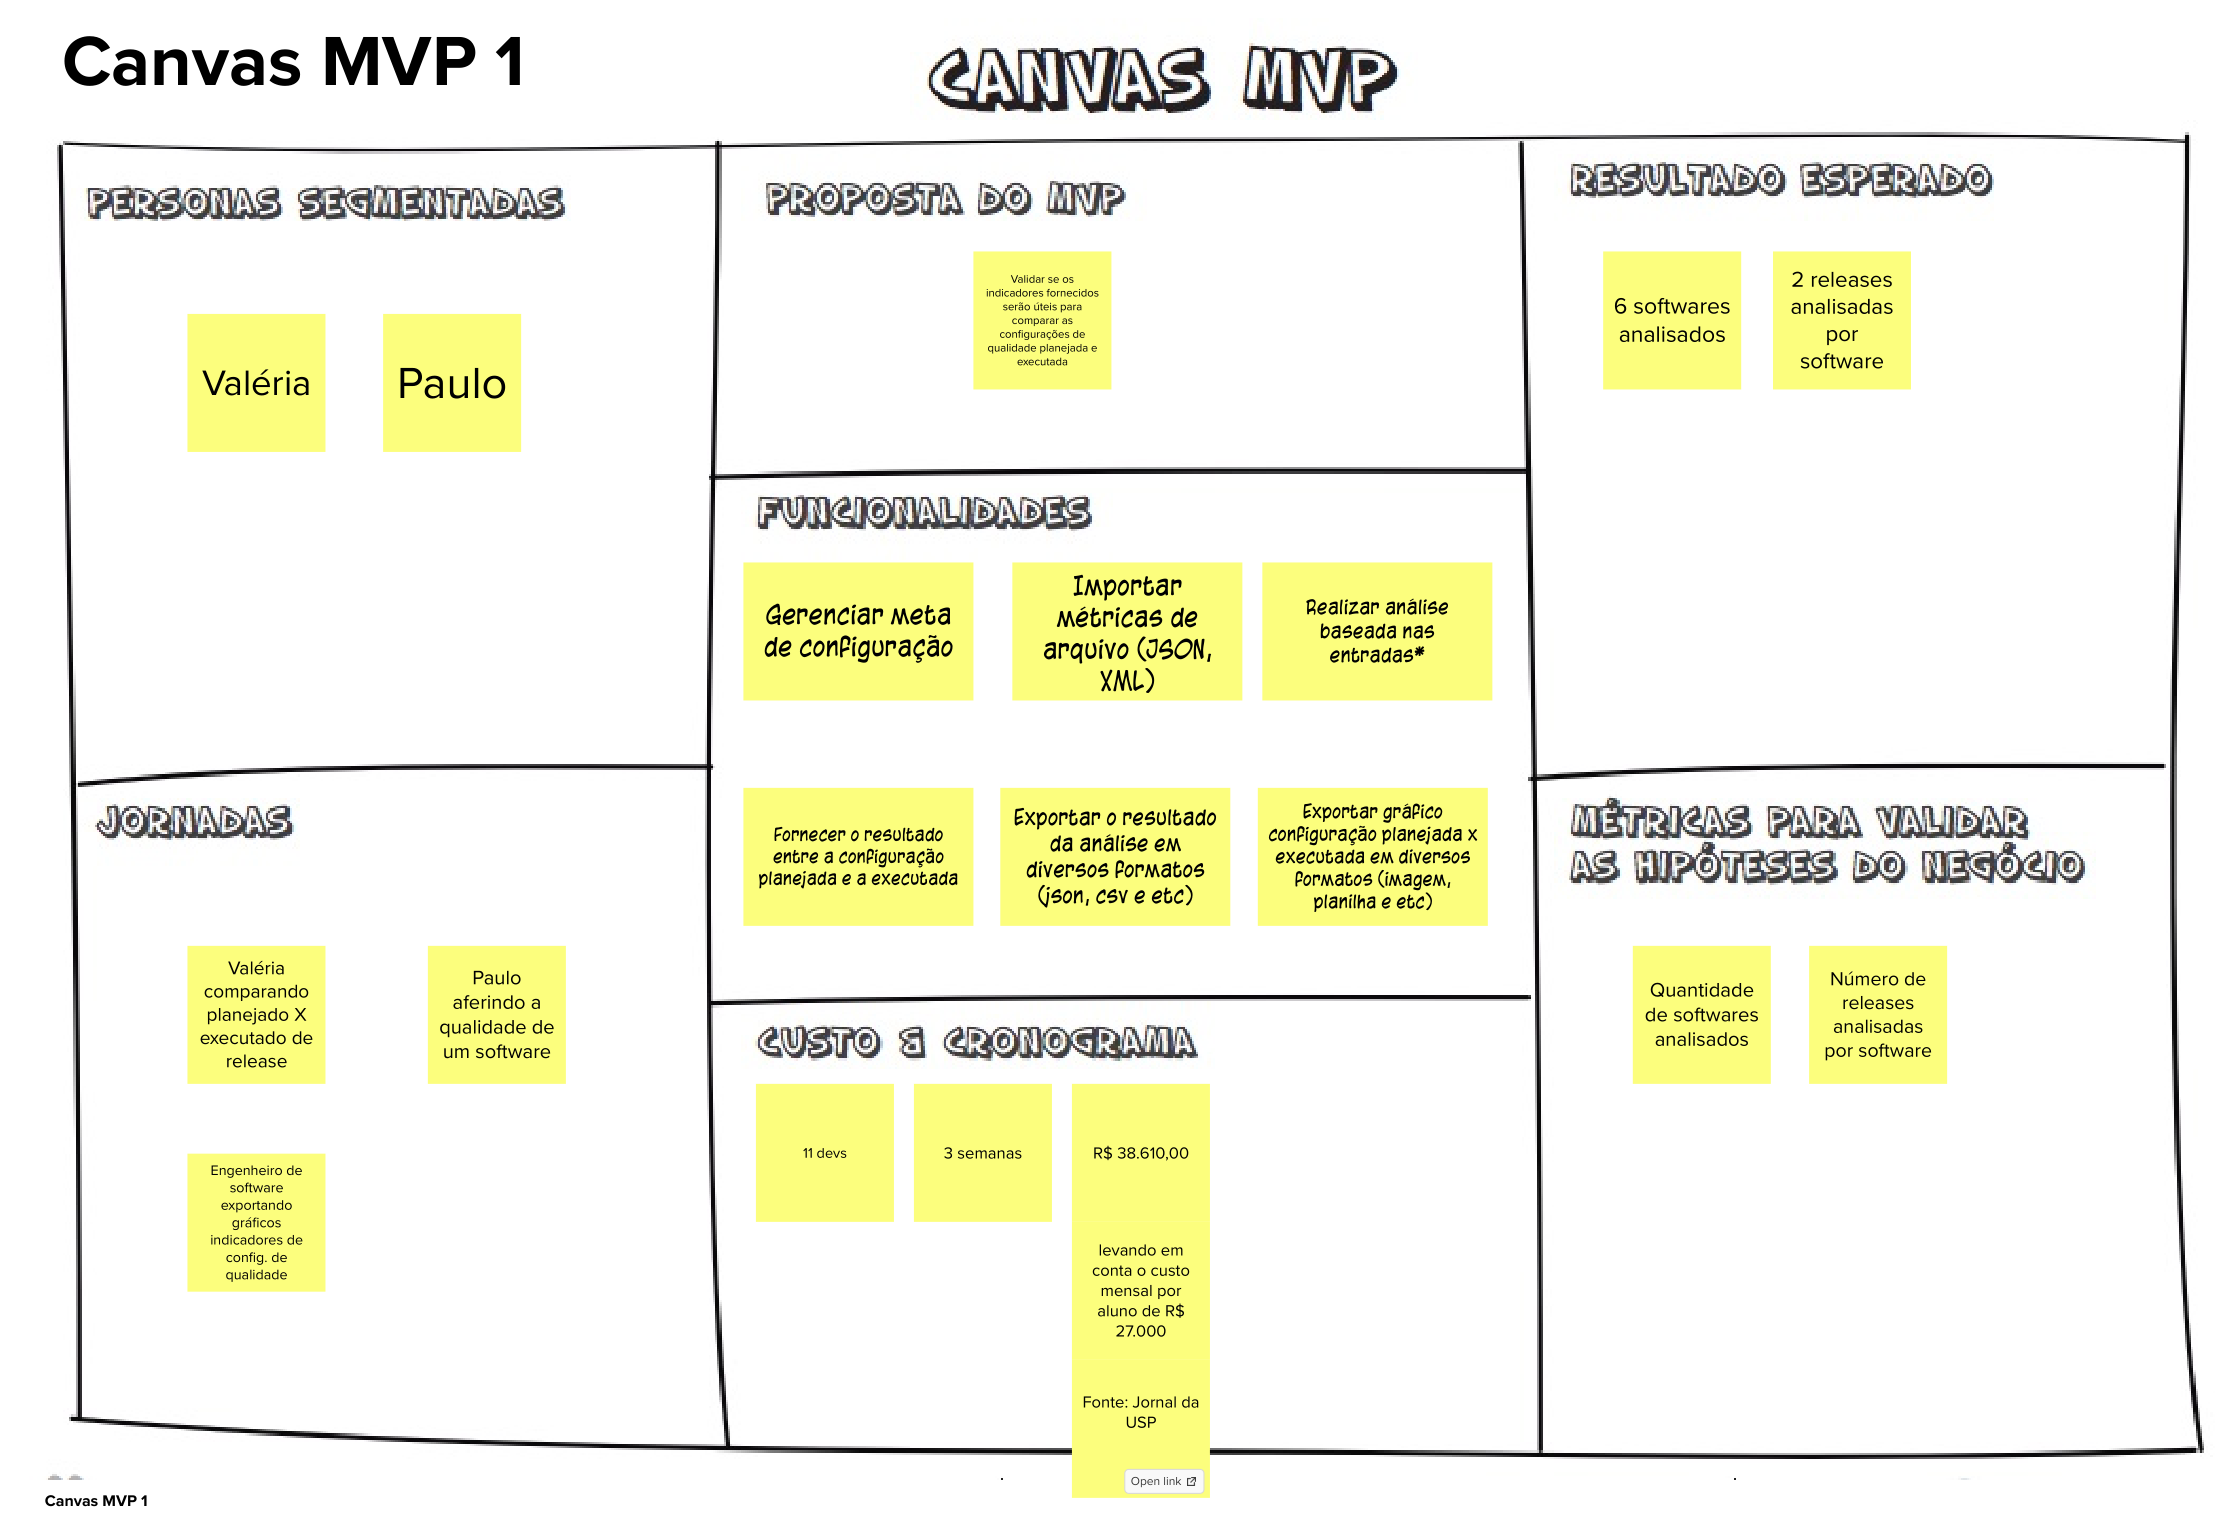 Canvas MVP 1
CANVAS MVP
PERSONAS SEGMENTADAS
Valéria
Paulo
PROPOSTA DO MVP
Validar se os
indicadores fornecidos
serão úteis para
comparar as
configurações de
qualidade planejada e
executada
RESULTADO ESPERADO
6 softwares
analisados
2 releases
analisadas
por
software
FUNCIONALIDADES
Gerenciar meta
de configuração
Importar
métricas de
arquivo (JSON,
XML)
Realizar análise
baseada nas
entradas*
Fornecer o resultado
entre a configuração
planejada e a executada
Exportar o resultado
da análise em
diversos formatos
(json, csv e etc)
Exportar gráfico
configuração planejada x
executada em diversos
formatos (imagem,
planilha e etc)
JORNADAS
Valéria
comparando
planejado X
executado de
release
Paulo
aferindo a
qualidade de
um software
Engenheiro de
software
exportando
gráficos
indicadores de
config. de
qualidade
CUSTO & CRONOGRAMA
11 devs
3 semanas
R$ 38.610,00
levando em
conta o custo
mensal por
aluno de R$
27.000
Fonte: Jornal da
USP
Open link
MÉTRICAS PARA VALIDAR
AS HIPÓTESES DO NEGÓCIO
Quantidade
de softwares
analisados
Número de
releases
analisadas
por software
Canvas MVP 1